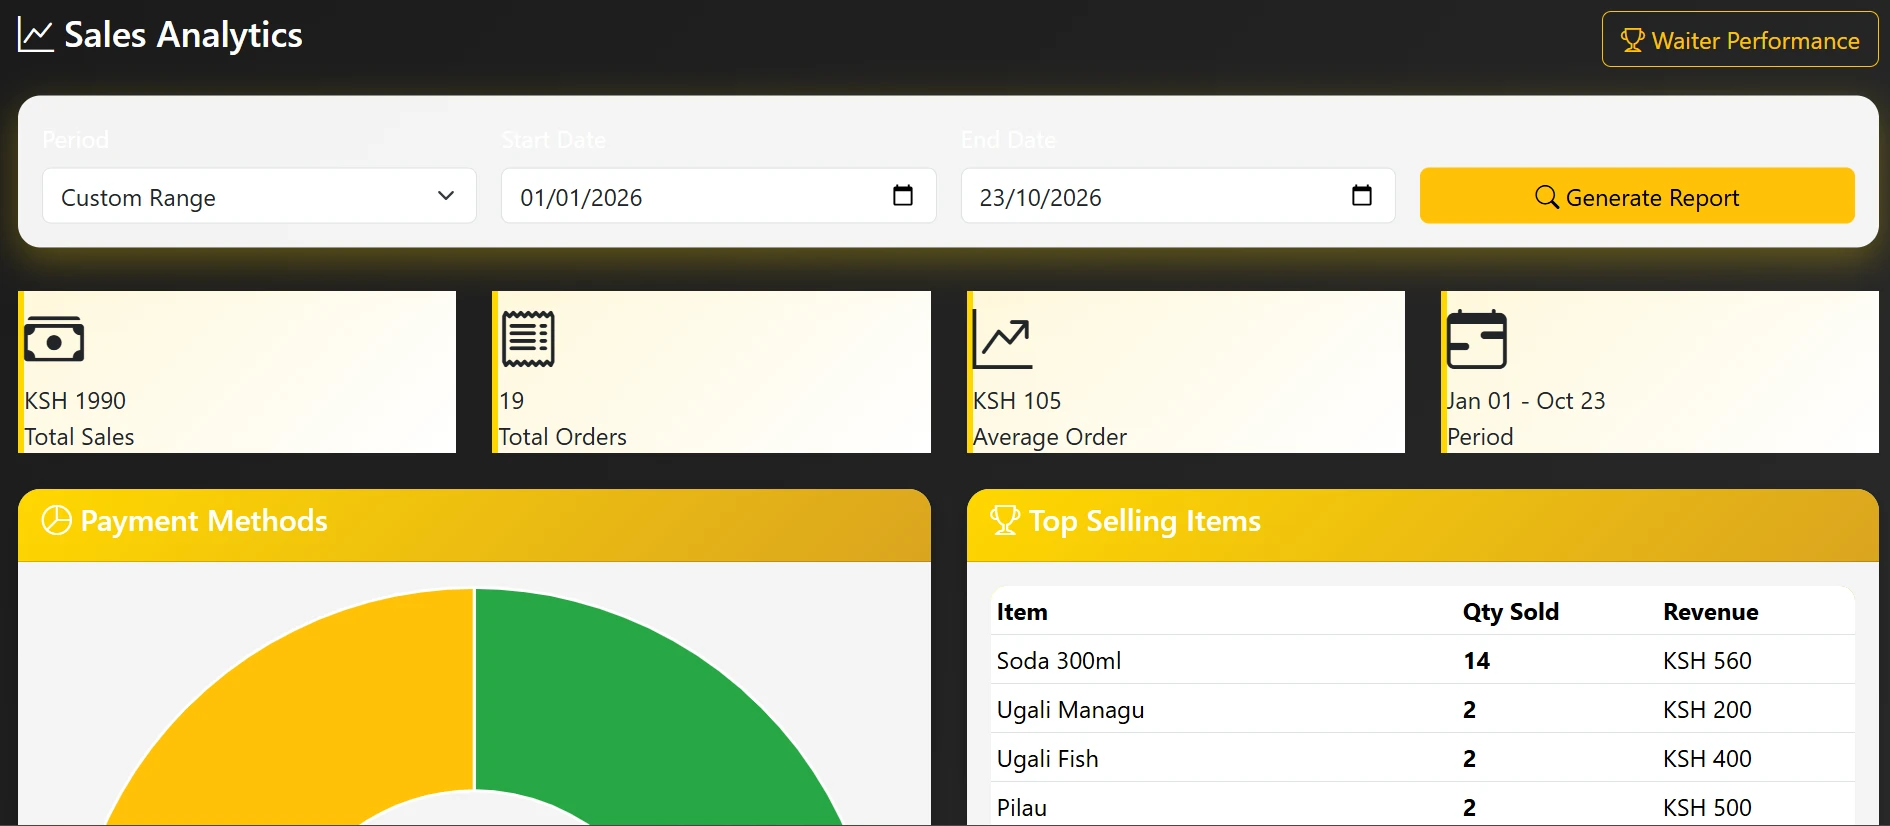 Sales Analytics
Waiter Performance
Period
Start Date
End Date
Custom Range
01/01/2026
23/10/2026
Generate Report
KSH 1990
Total Sales
19
Total Orders
KSH 105
Average Order
Jan 01 - Oct 23
Period
Payment Methods
Top Selling Items
Item Qty Sold Revenue
Soda 300ml 14 KSH 560
Ugali Managu 2 KSH 200
Ugali Fish 2 KSH 400
Pilau 2 KSH 500